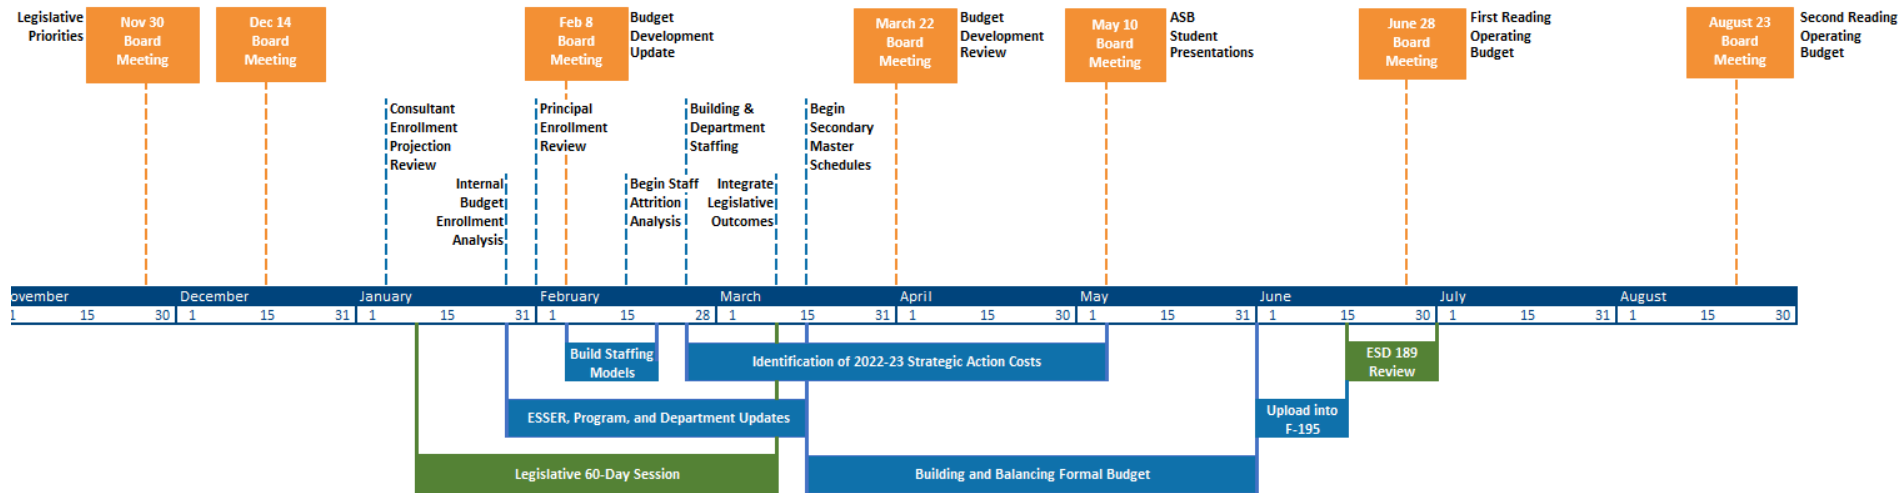 Legislative
Priorities
Nov 30
Board
Meeting
Dec 14
Board
Meeting
Feb 8
Board
Meeting
Budget
Development
Update
March 22
Board
Meeting
Budget
Development
Review
May 10
Board
Meeting
ASB
Student
Presentations
June 28
Board
Meeting
First Reading
Operating
Budget
August 23
Board
Meeting
Second Reading
Operating
Budget
Consultant
Enrollment
Projection
Review
Internal
Budget
Enrollment
Analysis
Principal
Enrollment
Review
Begin Staff
Attrition
Analysis
Building &
Department
Staffing
Integrate
Legislative
Outcomes
Begin
Secondary
Master
Schedules
ovember December January February March April May June July August
1 15 30 1 15 31 1 15 31 1 15 28 1 15 31 1 15 30 1 15 31 1 15 30 1 15 31 1 15 30
Build Staffing
Models
Identification of 2022-23 Strategic Action Costs
ESD 189
Review
ESSER, Program, and Department Updates
Upload into
F-195
Legislative 60-Day Session
Building and Balancing Formal Budget